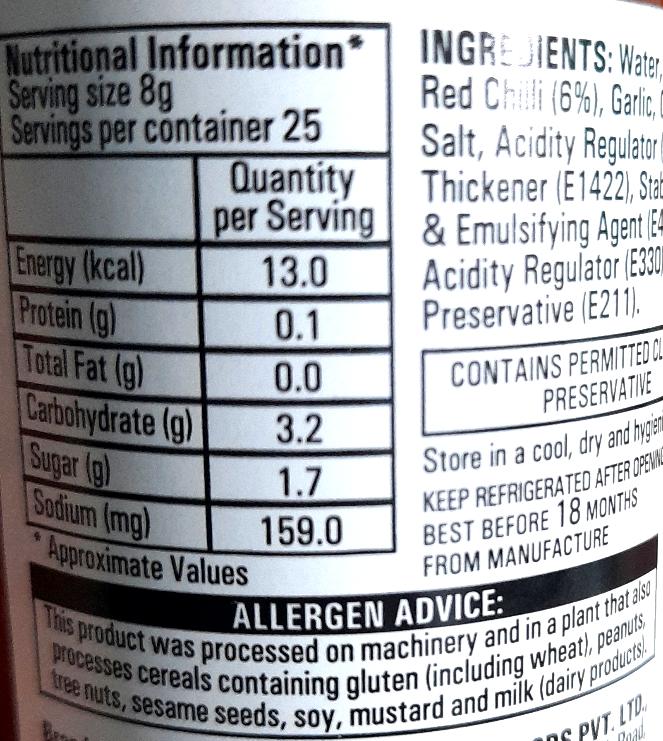 Nutritional Information*
Serving size 8g
Servings per container 25
Quantity
per Serving
Energy (kcal) 13.0
Protein (g) 0.1
Total Fat (g) 0.0
Carbohydrate (g) 3.2
Sugar (g) 1.7
Sodium (mg) 159.0
* Approximate Values
INGREDIENTS: Water,
Red Chilli (6%), Garlic,
Salt, Acidity Regulator
Thickener (E1422),
& Emulsifying Agent
Acidity Regulator (E330)
Preservative (E211).
CONTAINS PERMITTED
PRESERVATIVE
Store in a cool, dry and
KEEP REFRIGERATED AFTER OPENING
BEST BEFORE 18 MONTHS
FROM MANUFACTURE
ALLERGEN ADVICE:
This product was processed on machinery and in a plant that also
processes cereals containing gluten (including wheat), peanuts,
tree nuts, sesame seeds, soy, mustard and milk (dairy products).
PVT. LTD.,